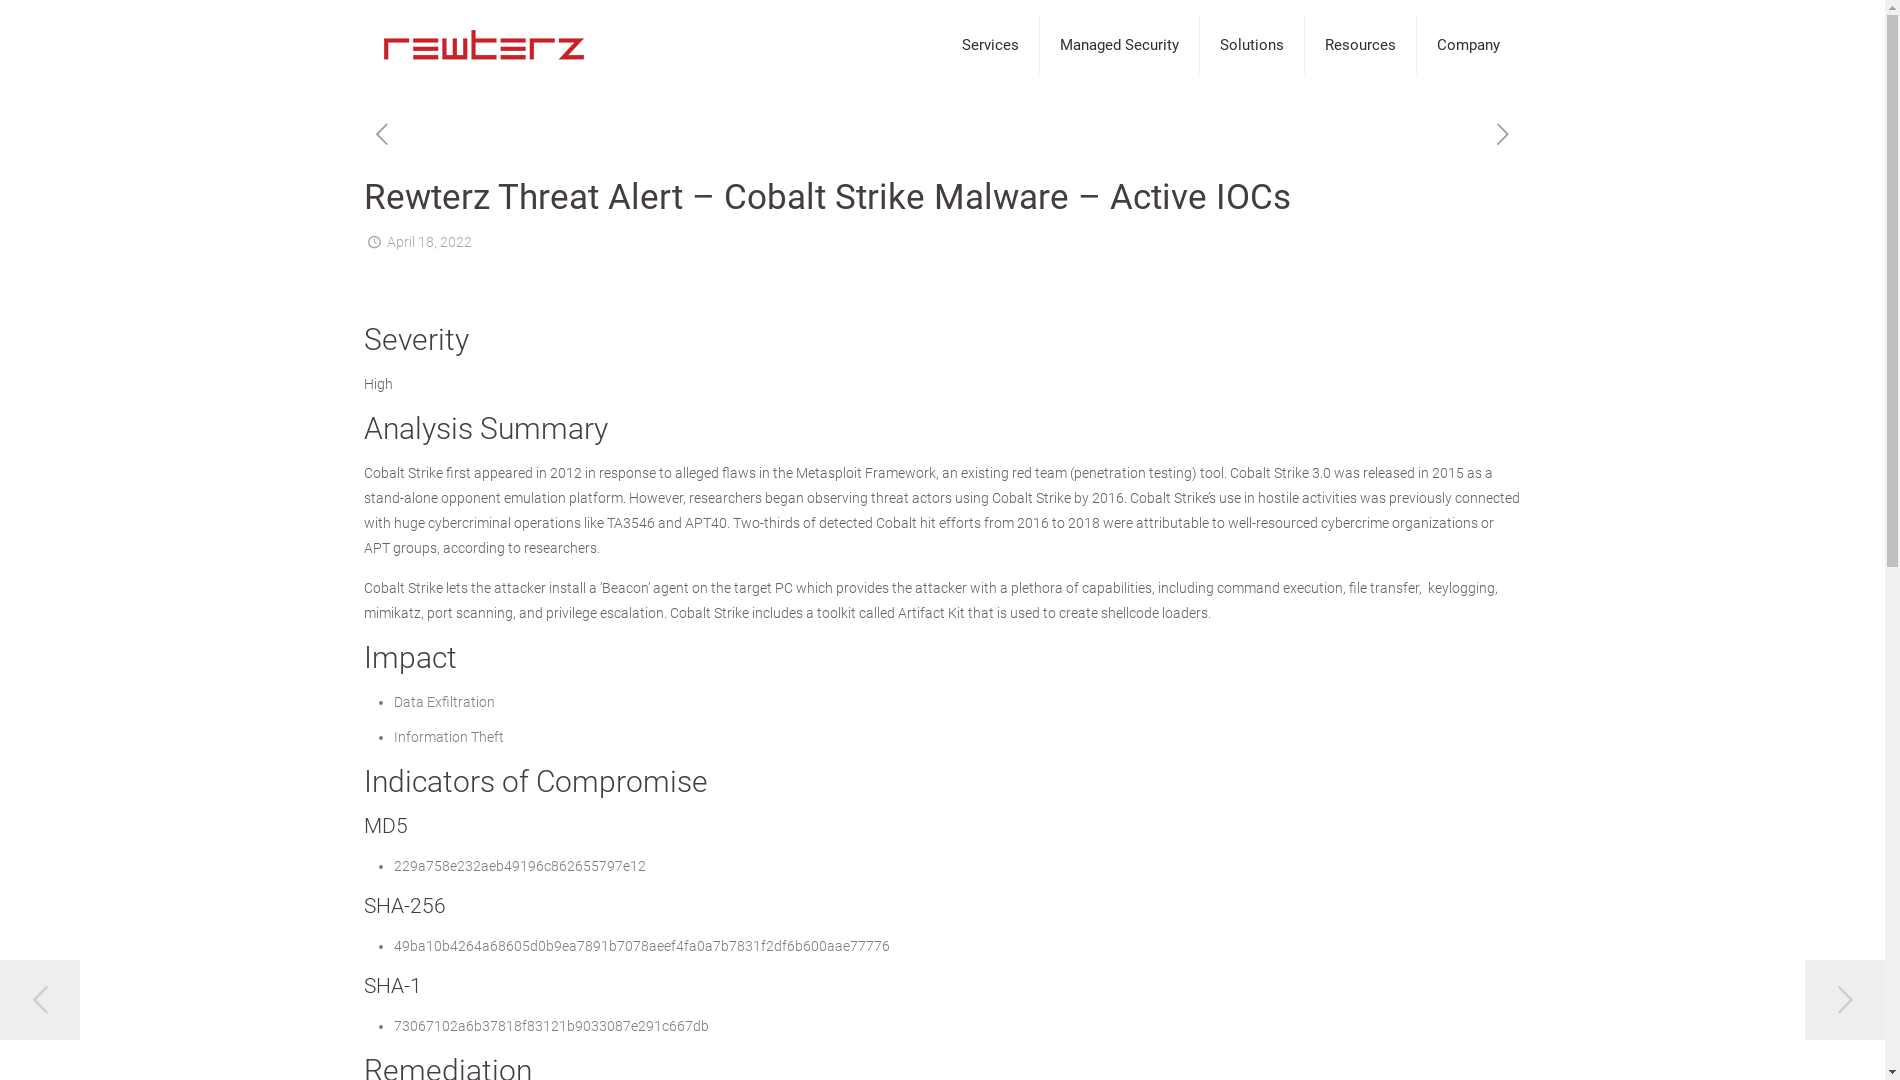 rewterz
Services
Managed Security
Solutions
Resources
Company
Rewterz Threat Alert – Cobalt Strike Malware – Active IOCs
April 18, 2022
Severity
High
Analysis Summary
Cobalt Strike first appeared in 2012 in response to alleged flaws in the Metasploit Framework, an existing red team (penetration testing) tool. Cobalt Strike 3.0 was released in 2015 as a
stand-alone opponent emulation platform. However, researchers began observing threat actors using Cobalt Strike by 2016. Cobalt Strike’s use in hostile activities was previously connected
with huge cybercriminal operations like TA3546 and APT40. Two-thirds of detected Cobalt hit efforts from 2016 to 2018 were attributable to well-resourced cybercrime organizations or
APT groups, according to researchers.
Cobalt Strike lets the attacker install a ‘Beacon’ agent on the target PC which provides the attacker with a plethora of capabilities, including command execution, file transfer,  keylogging,
mimikatz, port scanning, and privilege escalation. Cobalt Strike includes a toolkit called Artifact Kit that is used to create shellcode loaders.
Impact
• Data Exfiltration
• Information Theft
Indicators of Compromise
MD5
• 229a758e232aeb49196c862655797e12
SHA-256
• 49ba10b4264a68605d0b9ea7891b7078aeef4fa0a7b7831f2df6b600aae77776
SHA-1
• 73067102a6b37818f83121b9033087e291c667db
Remediation